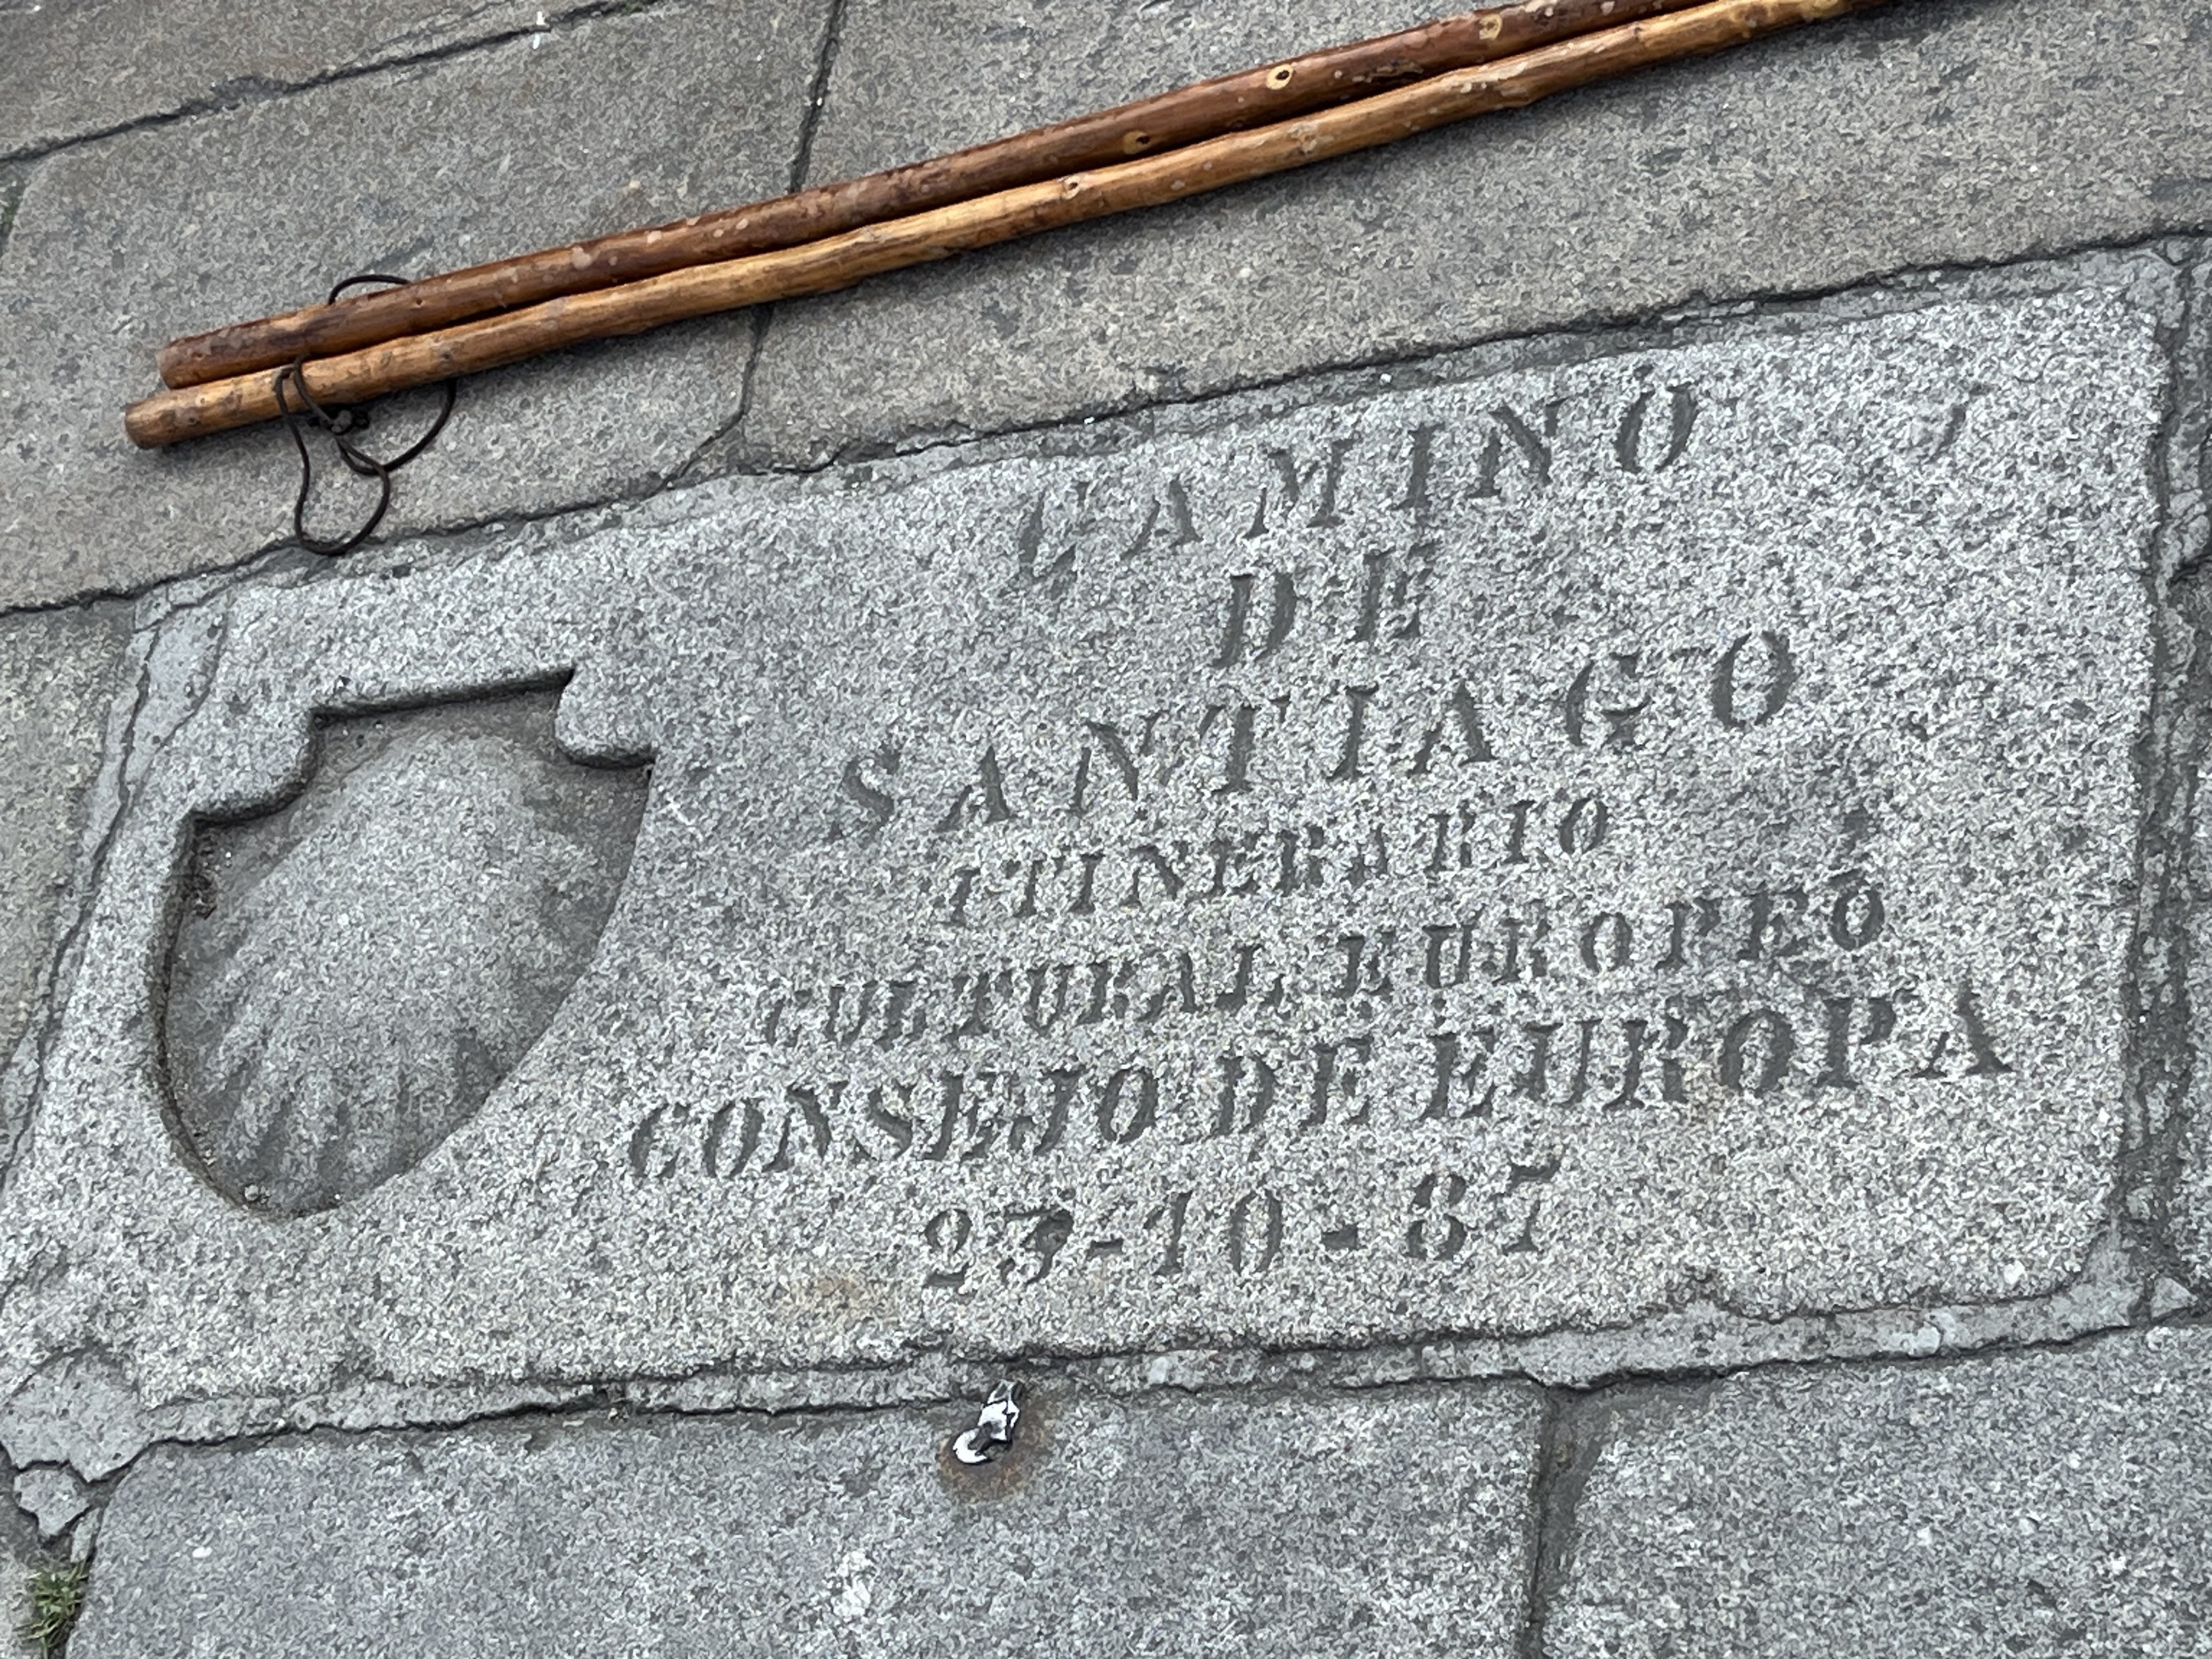 CAMINO
DE
SANTIAGO
ITINERARIO
CULTURAL EUROPEO
CONSEJO DE EUROPA
23-10-87